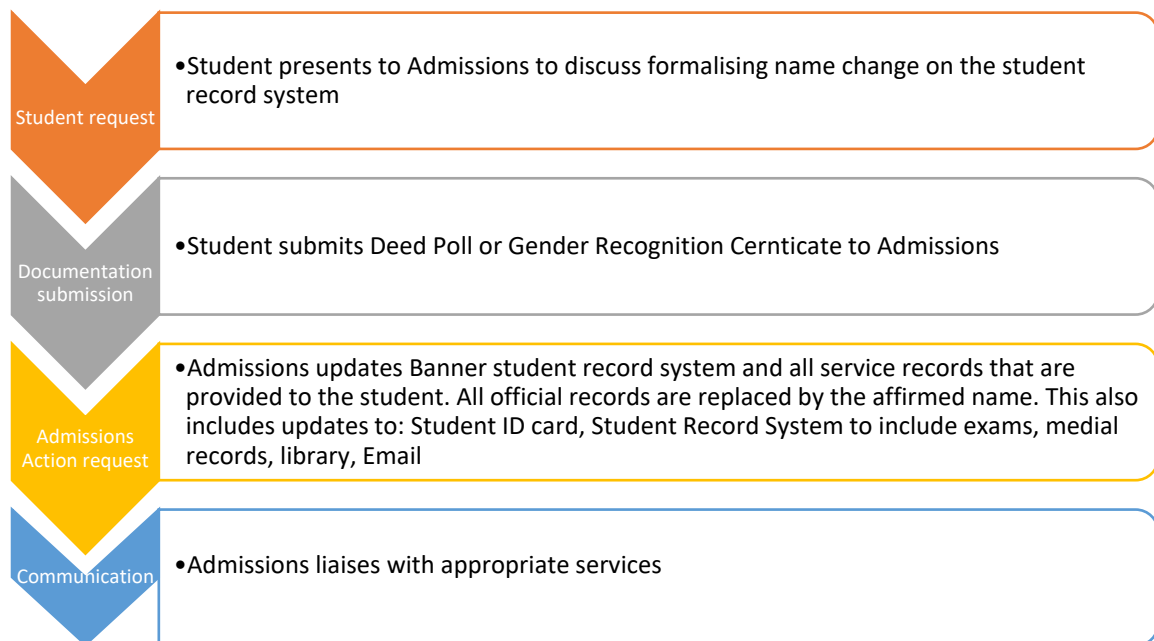 Student request
•Student presents to Admissions to discuss formalising name change on the student
record system
Documentation
submission
•Student submits Deed Poll or Gender Recognition Cernticate to Admissions
Admissions
Action request
•Admissions updates Banner student record system and all service records that are
provided to the student. All official records are replaced by the affirmed name. This also
includes updates to: Student ID card, Student Record System to include exams, medial
records, library, Email
Communication
•Admissions liaises with appropriate services